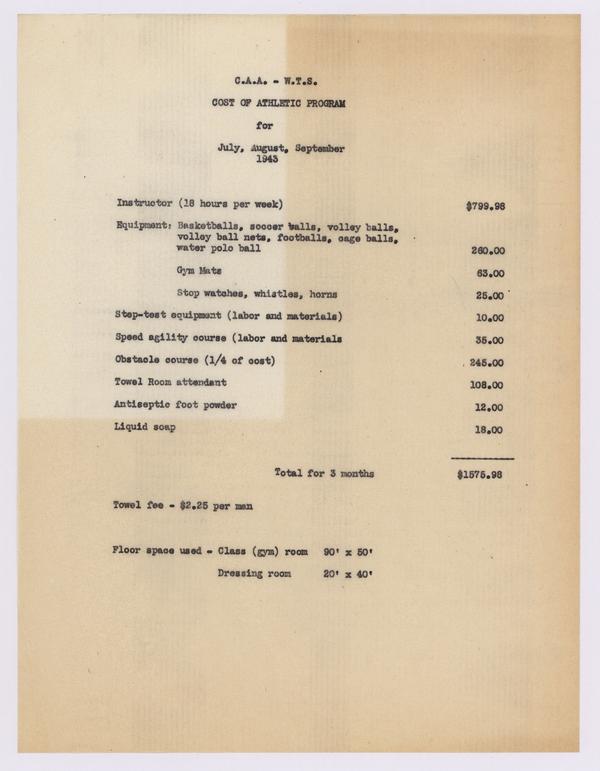 C.A.A. - W.T.S.
COST OF ATHLETIC PROGRAM
for
July, August, September
1943
Instructor (18 hours per week) $799.98
Equipment: Basketballs, soccer balls, volley balls,
volley ball nets, footballs, cage balls,
water polo ball 260.00
Gym Mats 63.00
Stop watches, whistles, horns 25.00
Step-test equipment (labor and materials) 10.00
Speed agility course (labor and materials 35.00
Obstacle course (1/4 of cost) 245.00
Towel Room attendant 108.00
Antiseptic foot powder 12.00
Liquid soap 18.00
Total for 3 months $1575.98
Towel fee - $2.25 per man
Floor space used - Class (gym) room 90' x 50'
Dressing room 20' x 40'